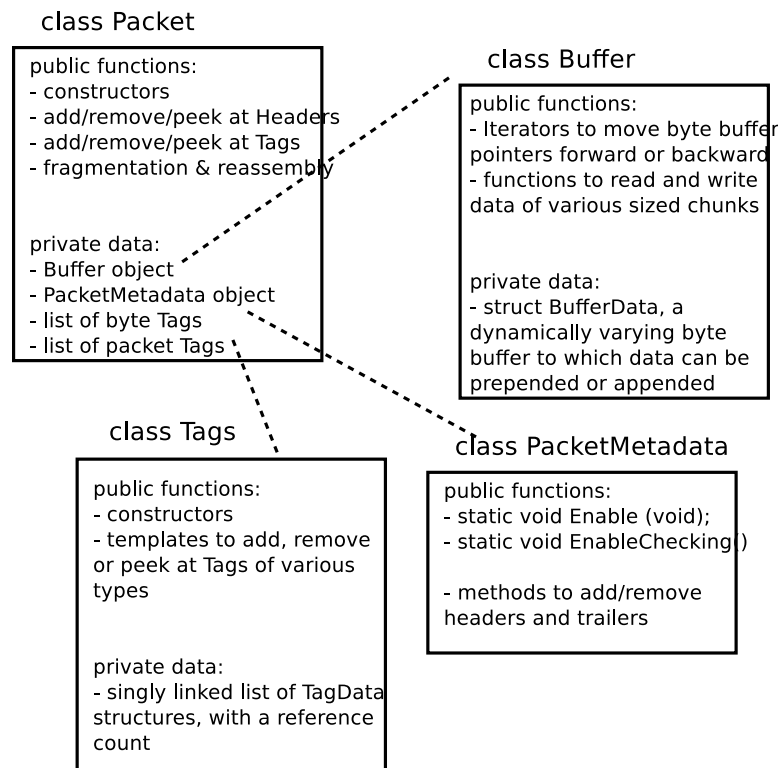 class Packet
public functions:
- constructors
- add/remove/peek at Headers
- add/remove/peek at Tags
- fragmentation & reassembly
private data:
- Buffer object
- PacketMetadata object
- list of byte Tags
- list of packet Tags
class Buffer
public functions:
- Iterators to move byte buffer
pointers forward or backward
- functions to read and write
data of various sized chunks
private data:
- struct BufferData, a
dynamically varying byte
buffer to which data can be
prepended or appended
class Tags
public functions:
- constructors
- templates to add, remove
or peek at Tags of various
types
private data:
- singly linked list of TagData
structures, with a reference
count
class PacketMetadata
public functions:
- static void Enable (void);
- static void EnableChecking()
- methods to add/remove
headers and trailers